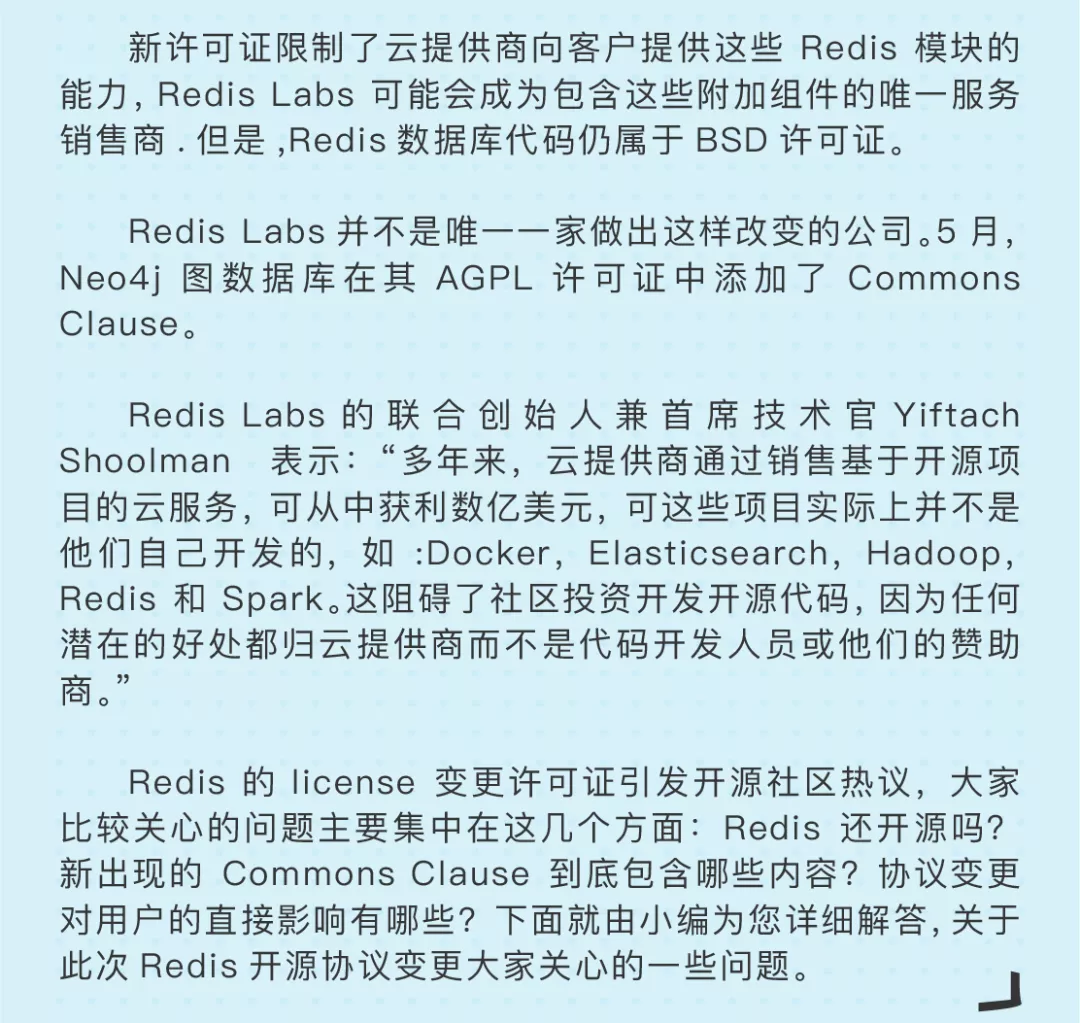 新许可证限制了云提供商向客户提供这些 Redis 模块的
能力, Redis Labs 可能会成为包含这些附加组件的唯一服务
销售商 . 但是 ,Redis 数据库代码仍属于 BSD 许可证。
Redis Labs 并不是唯一一家做出这样改变的公司。5 月,
Neo4j 图数据库在其 AGPL 许可证中添加了 Commons
Clause。
Redis Labs 的联合创始人兼首席技术官 Yiftach
Shoolman 表示：“多年来, 云提供商通过销售基于开源项
目的云服务, 可从中获利数亿美元, 可这些项目实际上并不是
他们自己开发的, 如 :Docker, Elasticsearch, Hadoop,
Redis 和 Spark。这阻碍了社区投资开发开源代码, 因为任何
潜在的好处都归云提供商而不是代码开发人员或他们的赞助
商。”
Redis 的 license 变更许可证引发开源社区热议, 大家
比较关心的问题主要集中在这几个方面：Redis 还开源吗？
新出现的 Commons Clause 到底包含哪些内容？协议变更
对用户的直接影响有哪些？下面就由小编为您详细解答, 关于
此次 Redis 开源协议变更大家关心的一些问题。